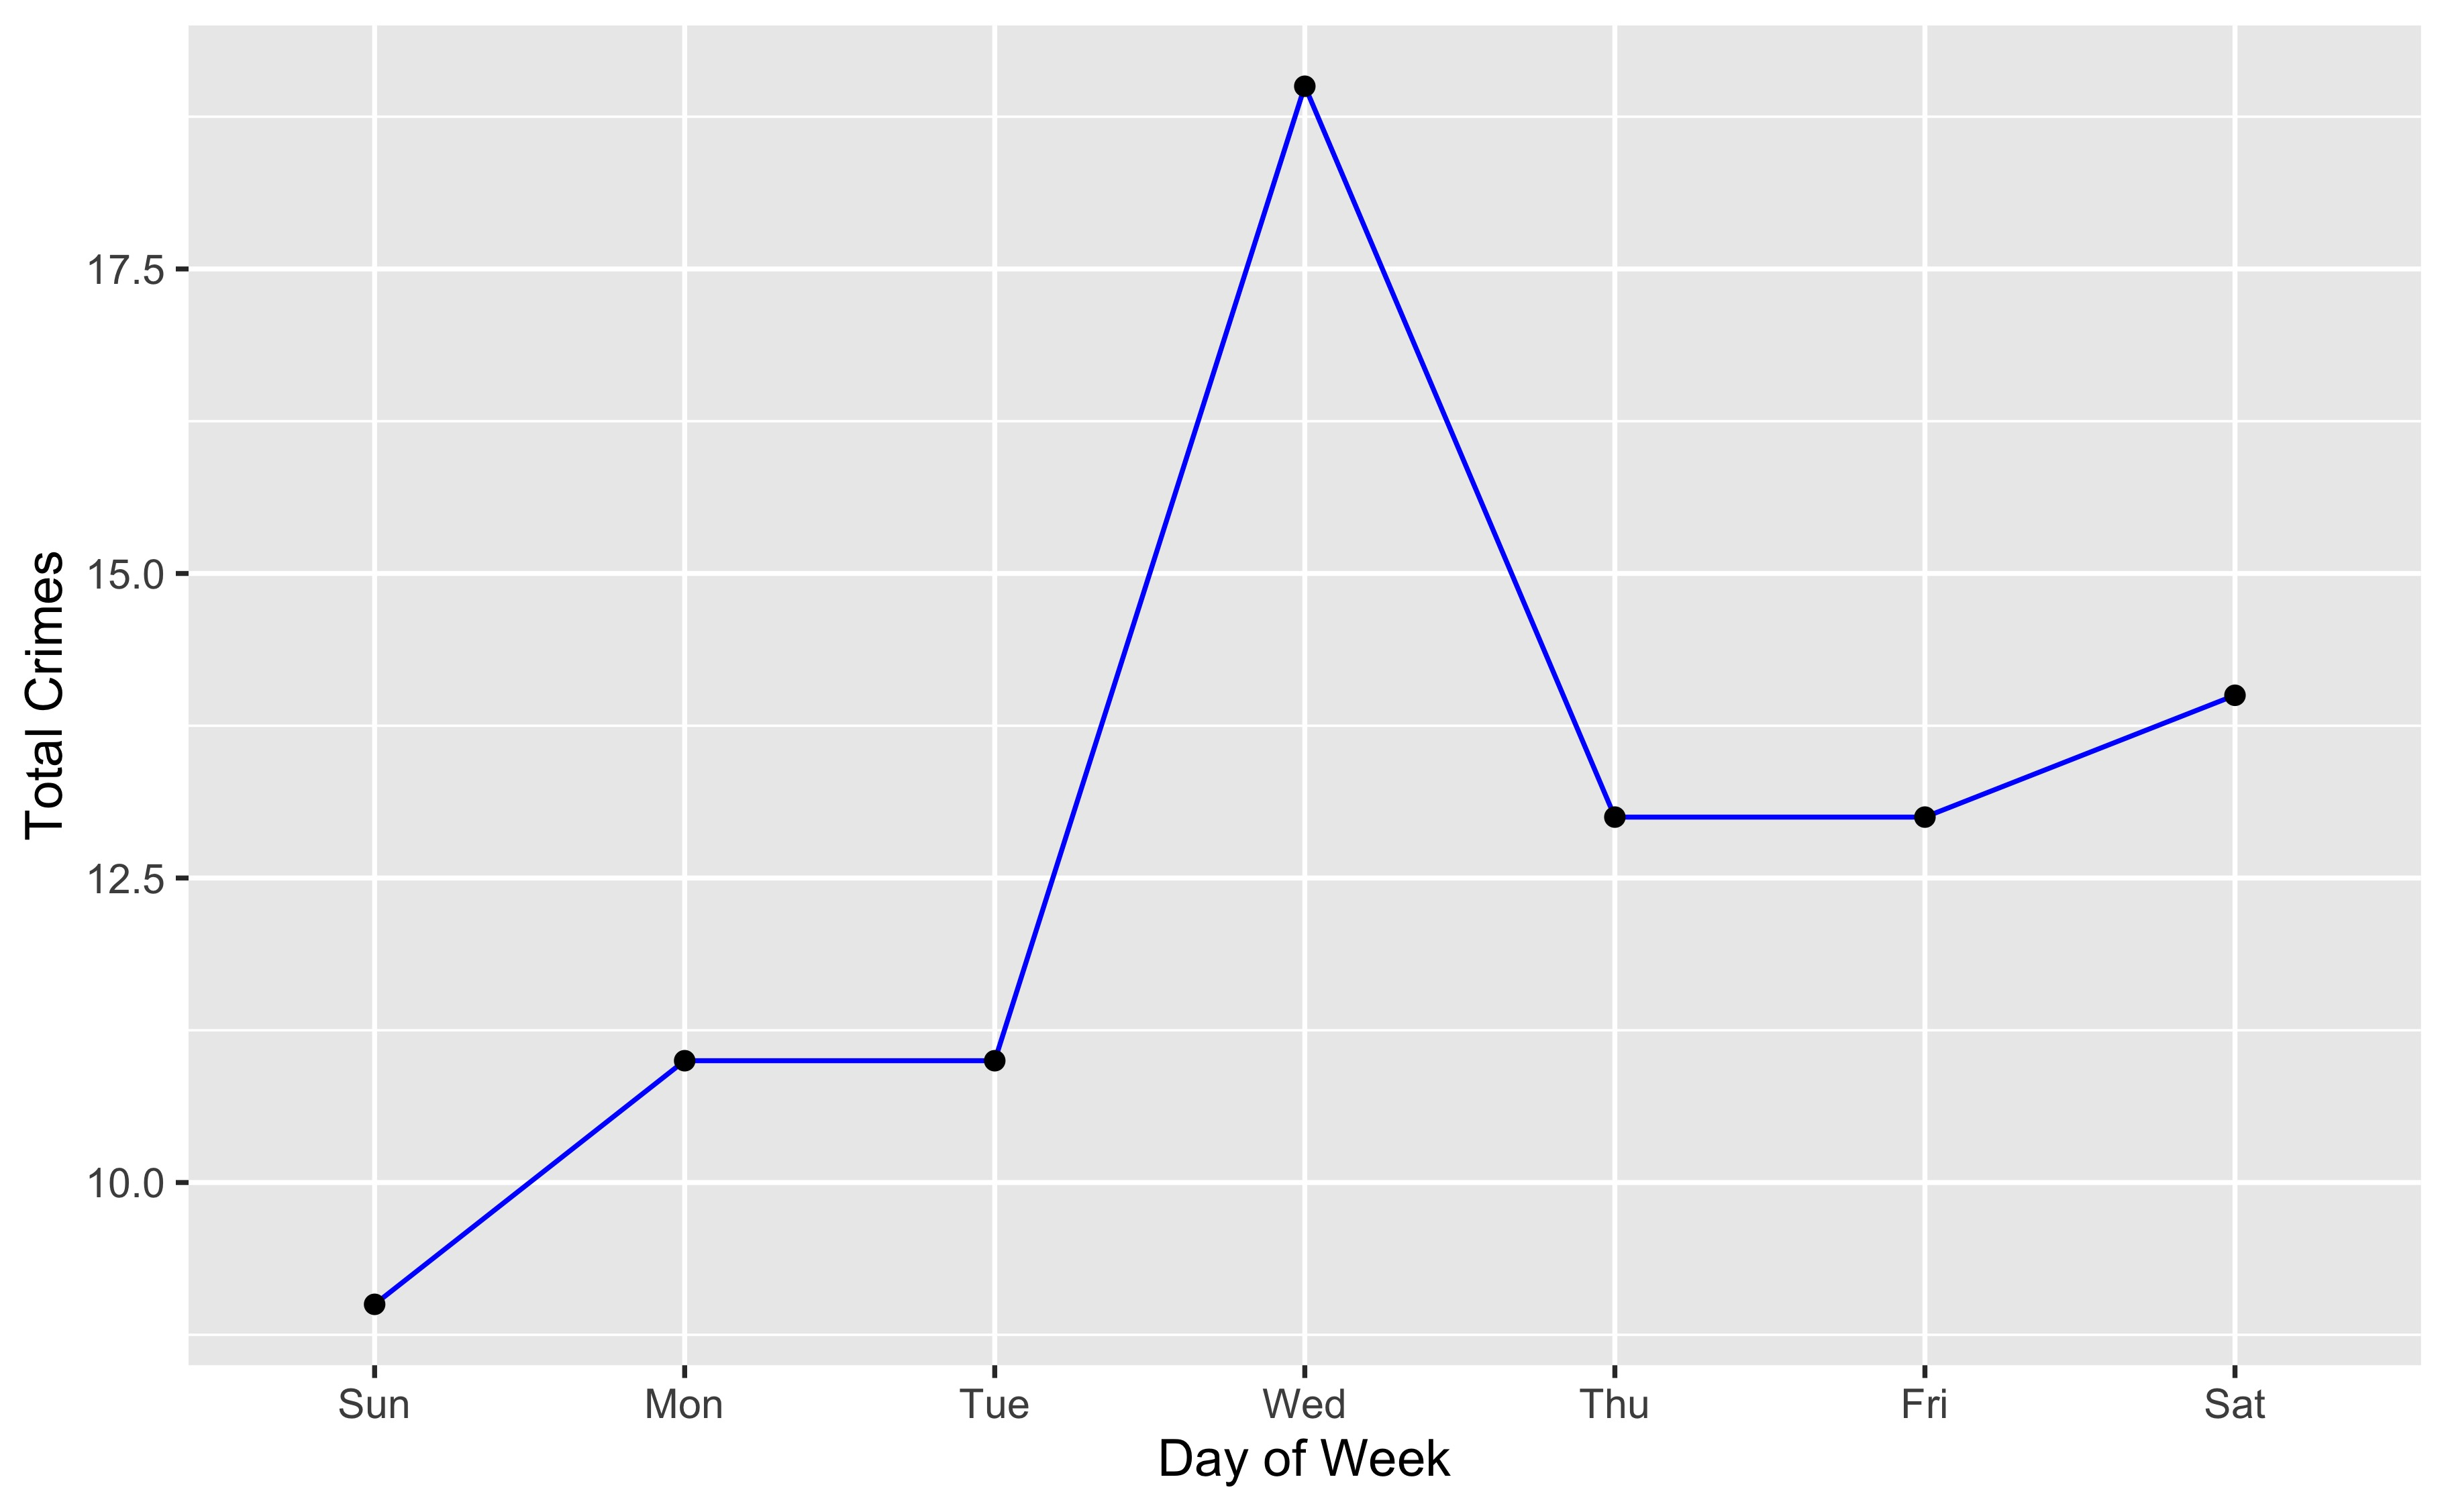 Total Crimes
17.5
15.0
12.5
10.0
Sun Mon Tue Wed Thu Fri Sat
Day of Week